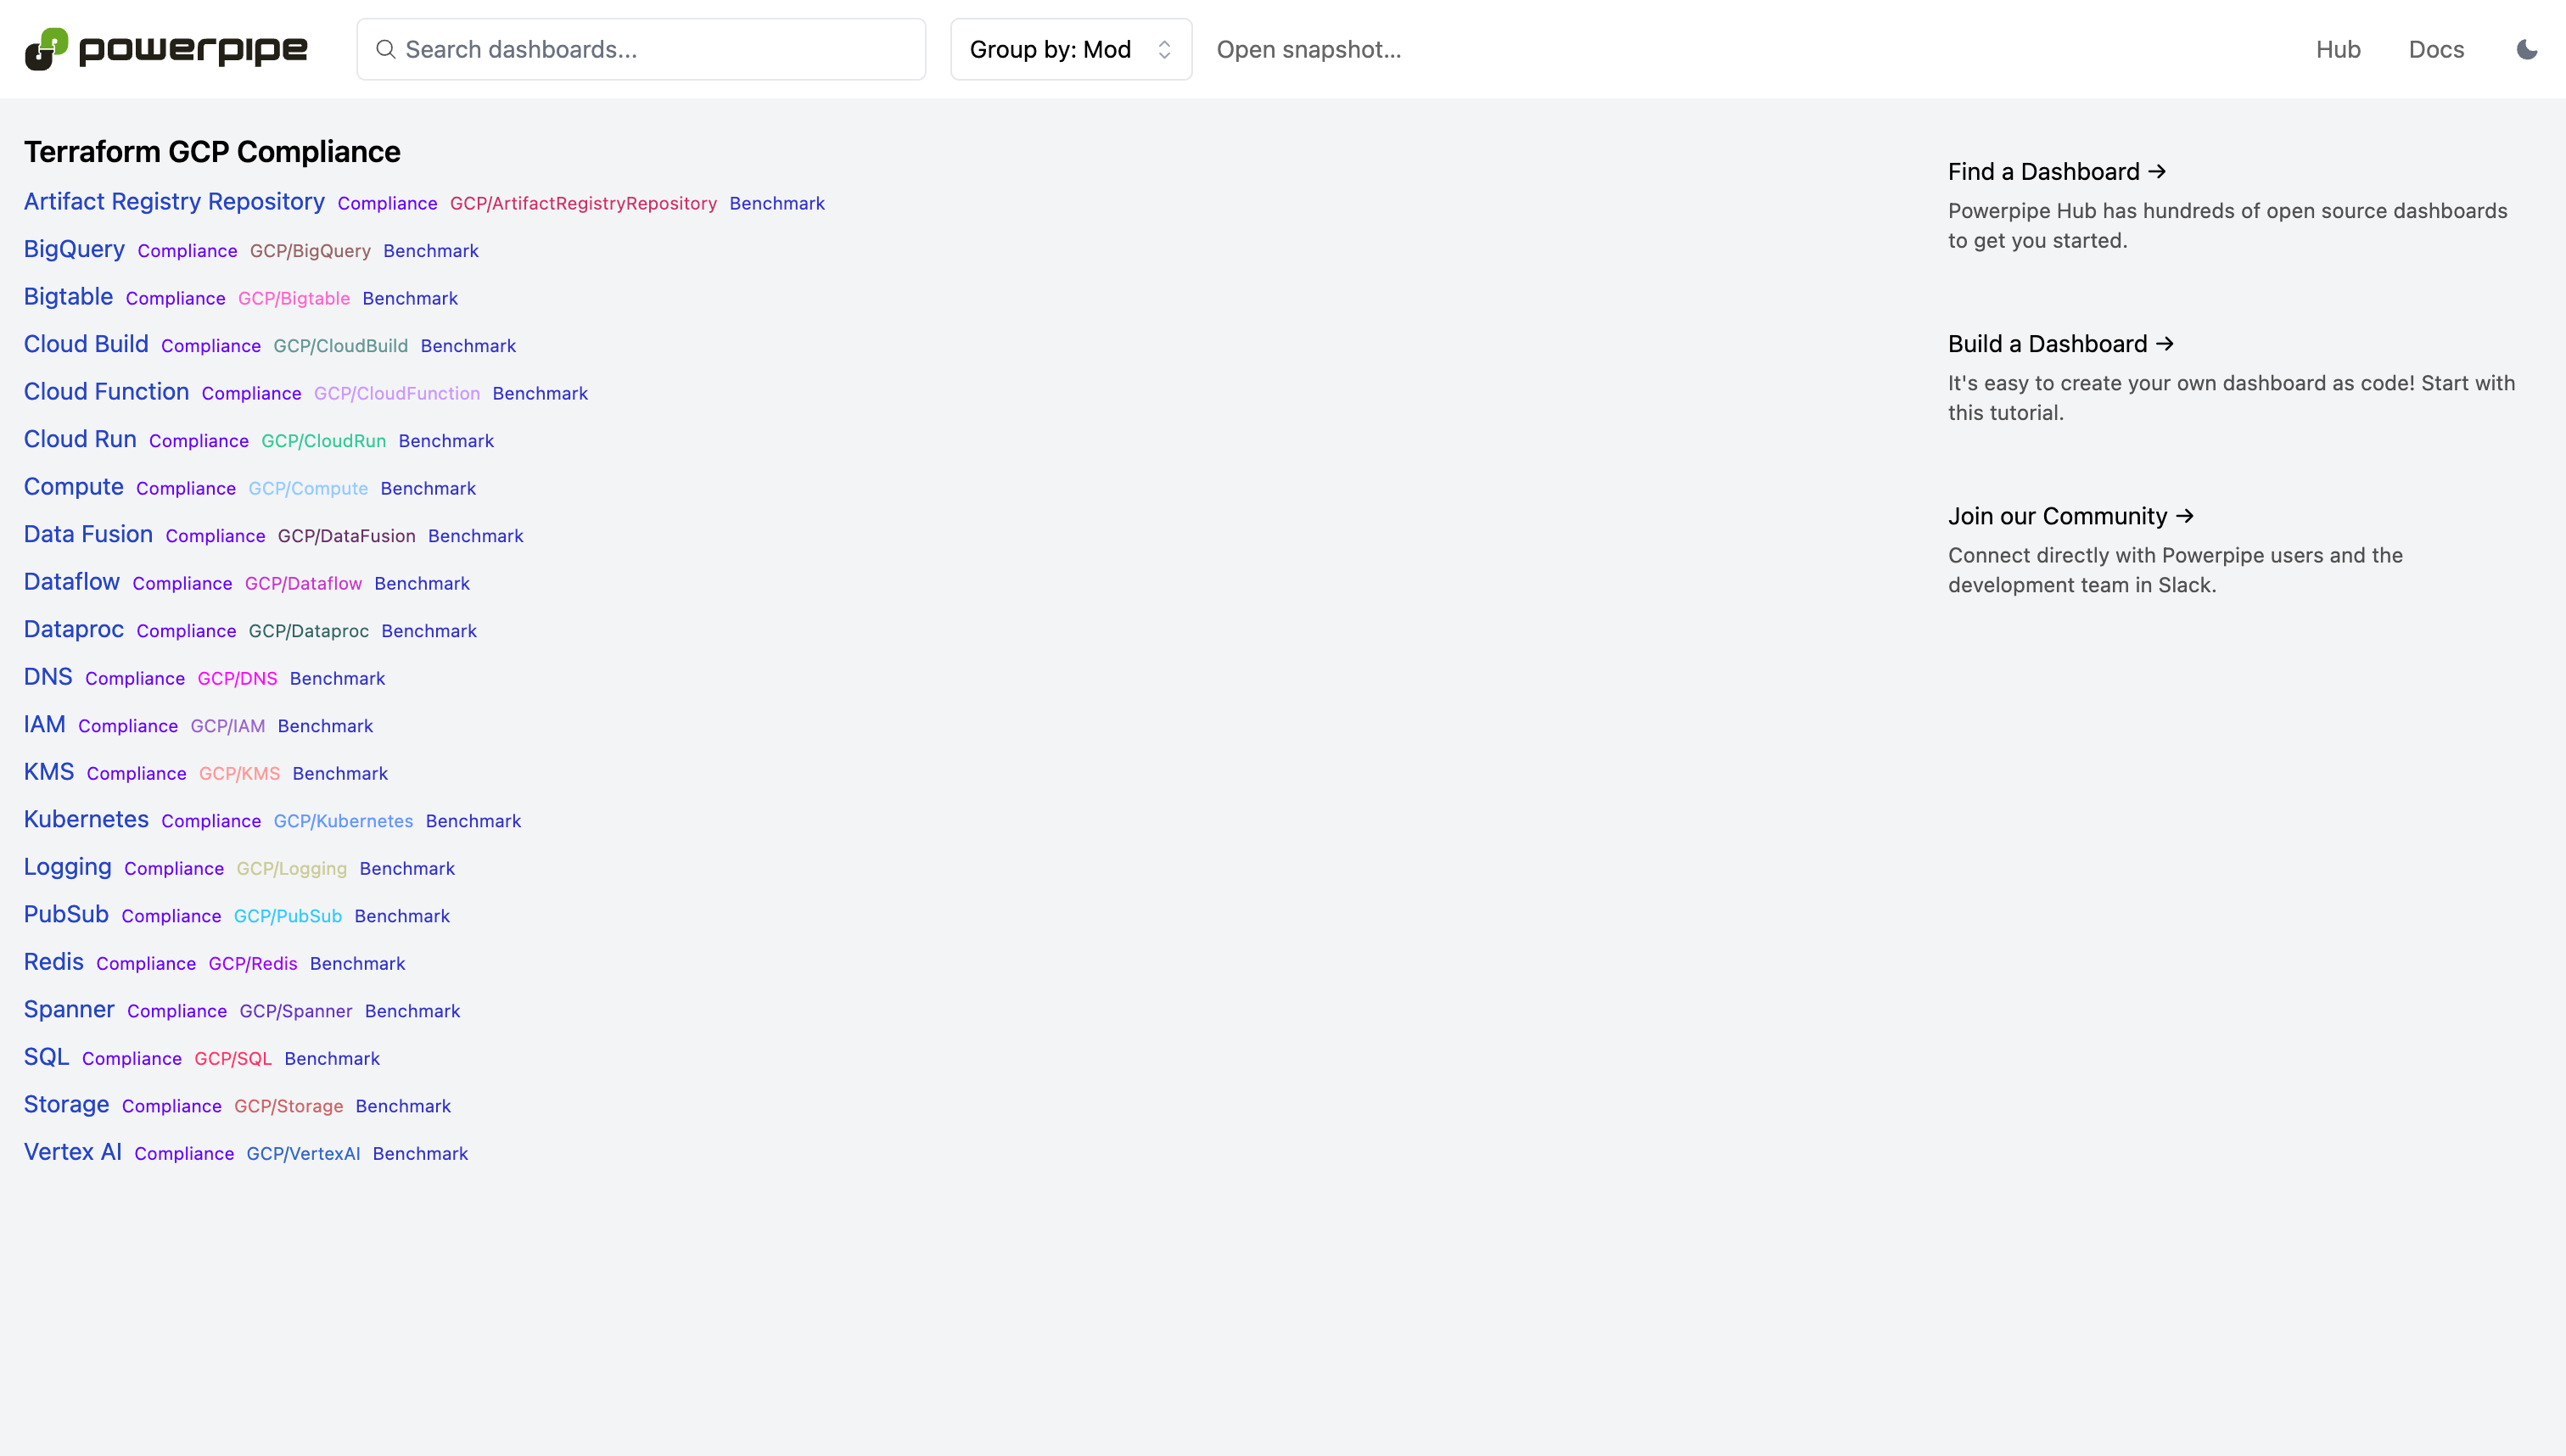 powerpipe Search dashboards... Group by: Mod Open snapshot... Hub Docs
Terraform GCP Compliance
Artifact Registry Repository Compliance GCP/ArtifactRegistryRepository Benchmark
BigQuery Compliance GCP/BigQuery Benchmark
Bigtable Compliance GCP/Bigtable Benchmark
Cloud Build Compliance GCP/CloudBuild Benchmark
Cloud Function Compliance GCP/CloudFunction Benchmark
Cloud Run Compliance GCP/CloudRun Benchmark
Compute Compliance GCP/Compute Benchmark
Data Fusion Compliance GCP/DataFusion Benchmark
Dataflow Compliance GCP/Dataflow Benchmark
Dataproc Compliance GCP/Dataproc Benchmark
DNS Compliance GCP/DNS Benchmark
IAM Compliance GCP/IAM Benchmark
KMS Compliance GCP/KMS Benchmark
Kubernetes Compliance GCP/Kubernetes Benchmark
Logging Compliance GCP/Logging Benchmark
PubSub Compliance GCP/PubSub Benchmark
Redis Compliance GCP/Redis Benchmark
Spanner Compliance GCP/Spanner Benchmark
SQL Compliance GCP/SQL Benchmark
Storage Compliance GCP/Storage Benchmark
Vertex AI Compliance GCP/VertexAI Benchmark
Find a Dashboard →
Powerpipe Hub has hundreds of open source dashboards
to get you started.
Build a Dashboard →
It's easy to create your own dashboard as code! Start with
this tutorial.
Join our Community →
Connect directly with Powerpipe users and the
development team in Slack.